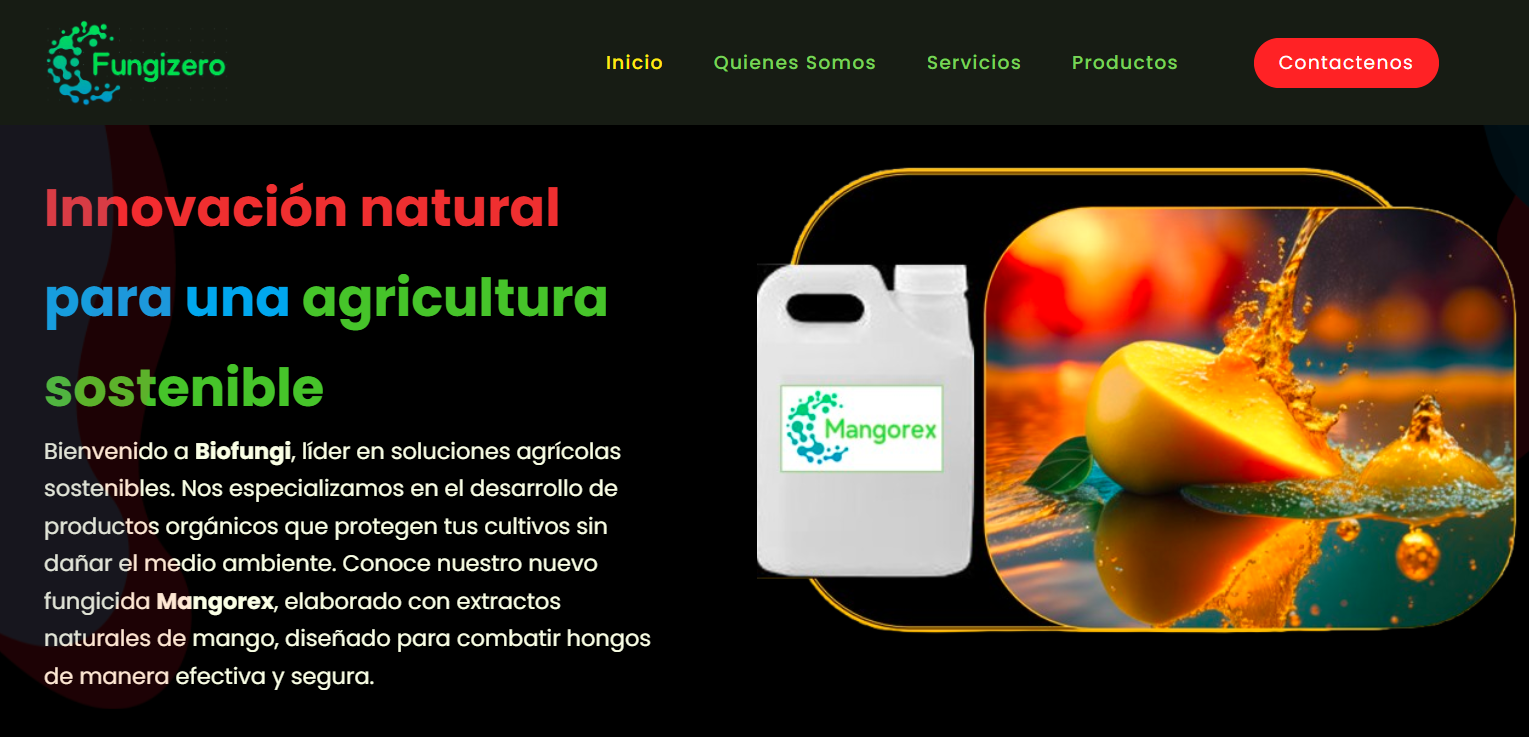 Fungizero
Inicio
Quienes Somos
Servicios
Productos
Contactenos
Innovación natural
para una agricultura
sostenible
Bienvenido a Biofungi, líder en soluciones agrícolas
sostenibles. Nos especializamos en el desarrollo de
productos orgánicos que protegen tus cultivos sin
dañar el medio ambiente. Conoce nuestro nuevo
fungicida Mangorex, elaborado con extractos
naturales de mango, diseñado para combatir hongos
de manera efectiva y segura.
Mangorex